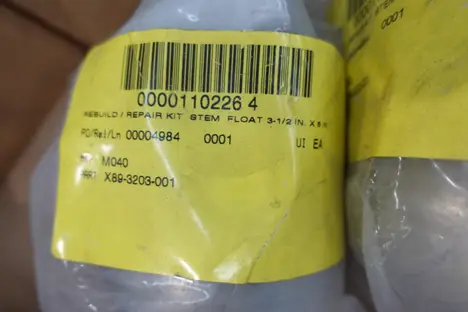 0000110226 4
REBUILD / REPAIR KIT STEM FLOAT 3-1/2 IN. X
PO/Rel/Ln 00004984 0001 UI EA
M040
X89-3203-001
STEM
0001